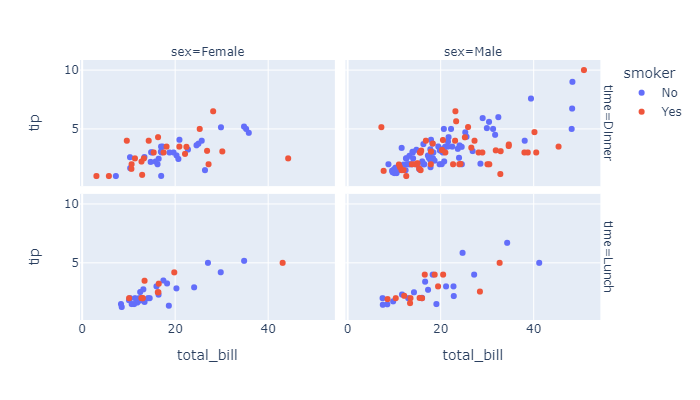 sex=Female
sex=Male
smoker
No
Yes
10
5
tip
time=Dinner
10
5
tip
time=Lunch
0
20
40
0
20
40
total_bill
total_bill